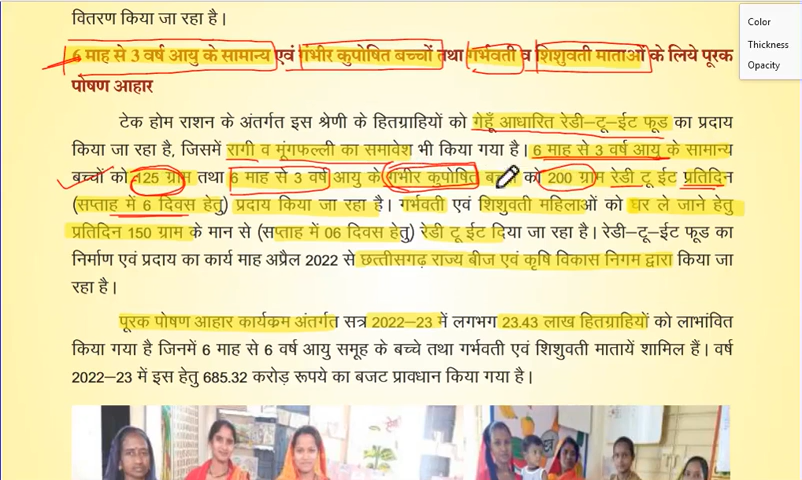 वितरण किया जा रहा है।
Color
Thickness
Opacity
6 माह से 3 वर्ष आयु के सामान्य एवं गंभीर कुपोषित बच्चों तथा गर्भवती व शिशुवती माताओं के लिये पूरक
पोषण आहार
टेक होम राशन के अंतर्गत इस श्रेणी के हितग्राहियों को गेहूँ आधारित रेडी–टू–ईट फूड का प्रदाय
किया जा रहा है, जिसमें रागी व मूंगफल्ली का समावेश भी किया गया है। 6 माह से 3 वर्ष आयु के सामान्य
बच्चों को 125 ग्राम तथा 6 माह से 3 वर्ष आयु के गंभीर कुपोषित को 200 ग्राम रेडी टू ईट प्रतिदिन
(सप्ताह में 6 दिवस हेतु) प्रदाय किया जा रहा है। गर्भवती एवं शिशुवती महिलाओं को घर ले जाने हेतु
प्रतिदिन 150 ग्राम के मान से (सप्ताह में 06 दिवस हेतु) रेडी टू ईट दिया जा रहा है। रेडी–टू–ईट फूड का
निर्माण एवं प्रदाय का कार्य माह अप्रैल 2022 से छत्तीसगढ़ राज्य बीज एवं कृषि विकास निगम द्वारा किया जा
रहा है।
पूरक पोषण आहार कार्यक्रम अंतर्गत सत्र 2022–23 में लगभग 23.43 लाख हितग्राहियों को लाभांवित
किया गया है जिनमें 6 माह से 6 वर्ष आयु समूह के बच्चे तथा गर्भवती एवं शिशुवती मातायें शामिल हैं। वर्ष
2022–23 में इस हेतु 685.32 करोड़ रूपये का बजट प्रावधान किया गया है।